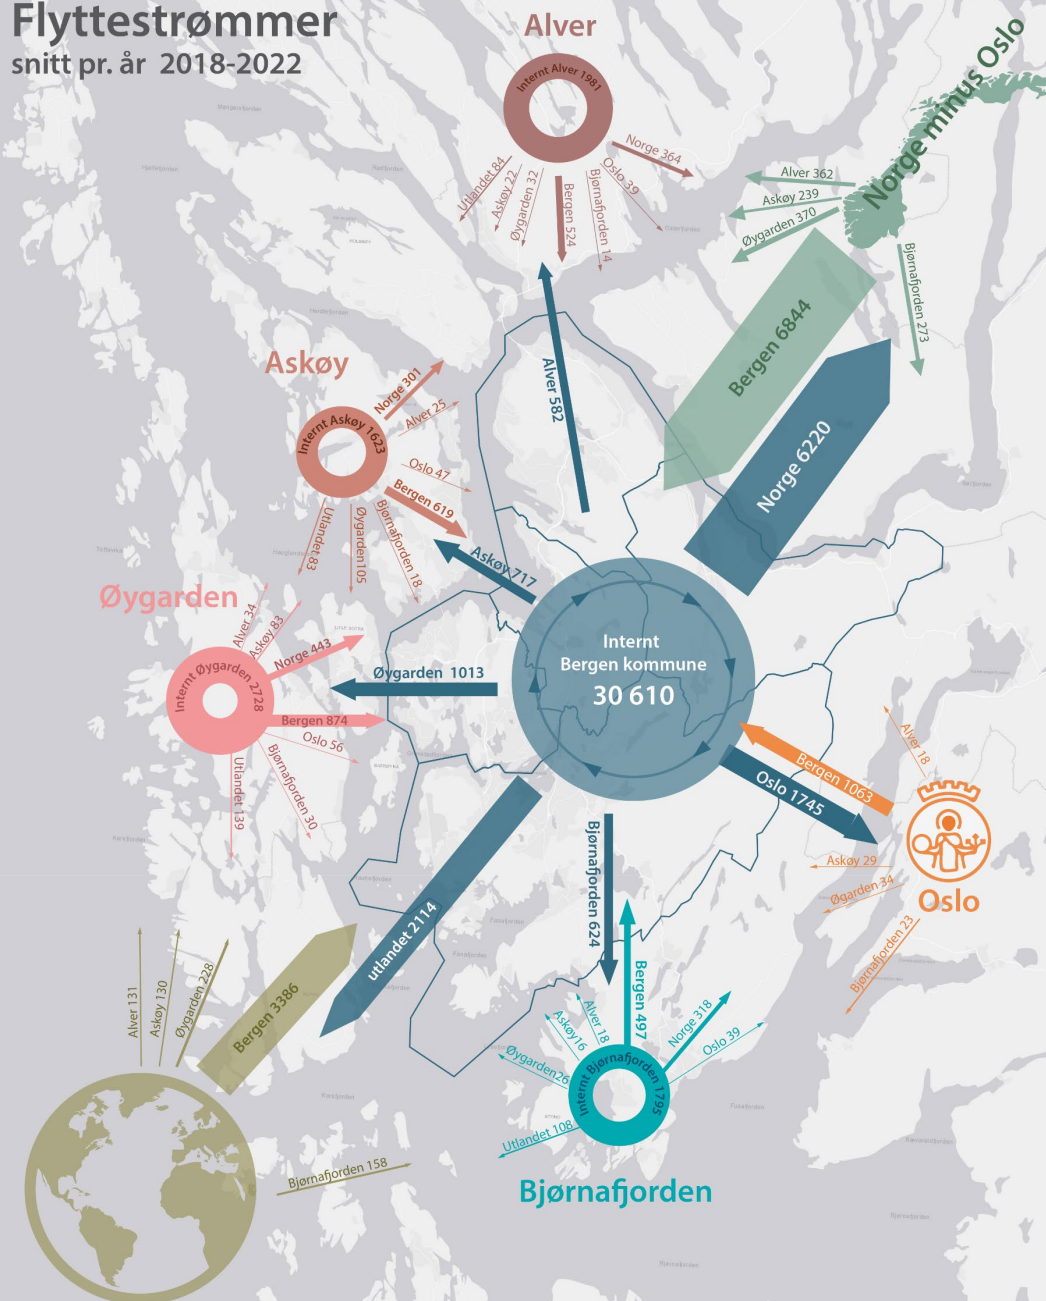 Flyttestrømmer
snitt pr. år 2018-2022
Alver
Internt Alver 1981
Utlandet 84
Askøy 22
Øygarden 32
Bergen 524
Bjørnafjorden 14
Oslo 39
Norge 364
Norge minus Oslo
Alver 362
Askøy 239
Øygarden 370
Bjørnafjorden 273
Bergen 6844
Norge 6220
Alver 582
Askøy
Internt Askøy 1623
Norge 301
Alver 25
Oslo 47
Bergen 619
Bjørnafjorden 18
Øygarden105
Utlandet 83
Askøy 717
Øygarden
Internt Øygarden 2728
Alver 34
Askøy 83
Norge 443
Bergen 874
Oslo 56
Bjørnafjorden 30
Utlandet 139
Øygarden 1013
Internt
Bergen kommune
30 610
Bergen 1063
Oslo 1745
Alver 18
Askøy 29
Øgarden 34
Bjørnafjorden 23
Oslo
Bjørnafjorden 624
utlandet 2114
Bergen 3386
Alver 131
Askøy 130
Øygarden 228
Bjørnafjorden 158
Bergen 497
Norge 318
Oslo 39
Alver 18
Askøy16
Øygarden26
Utlandet 108
Internt Bjørnafjorden 1795
Bjørnafjorden